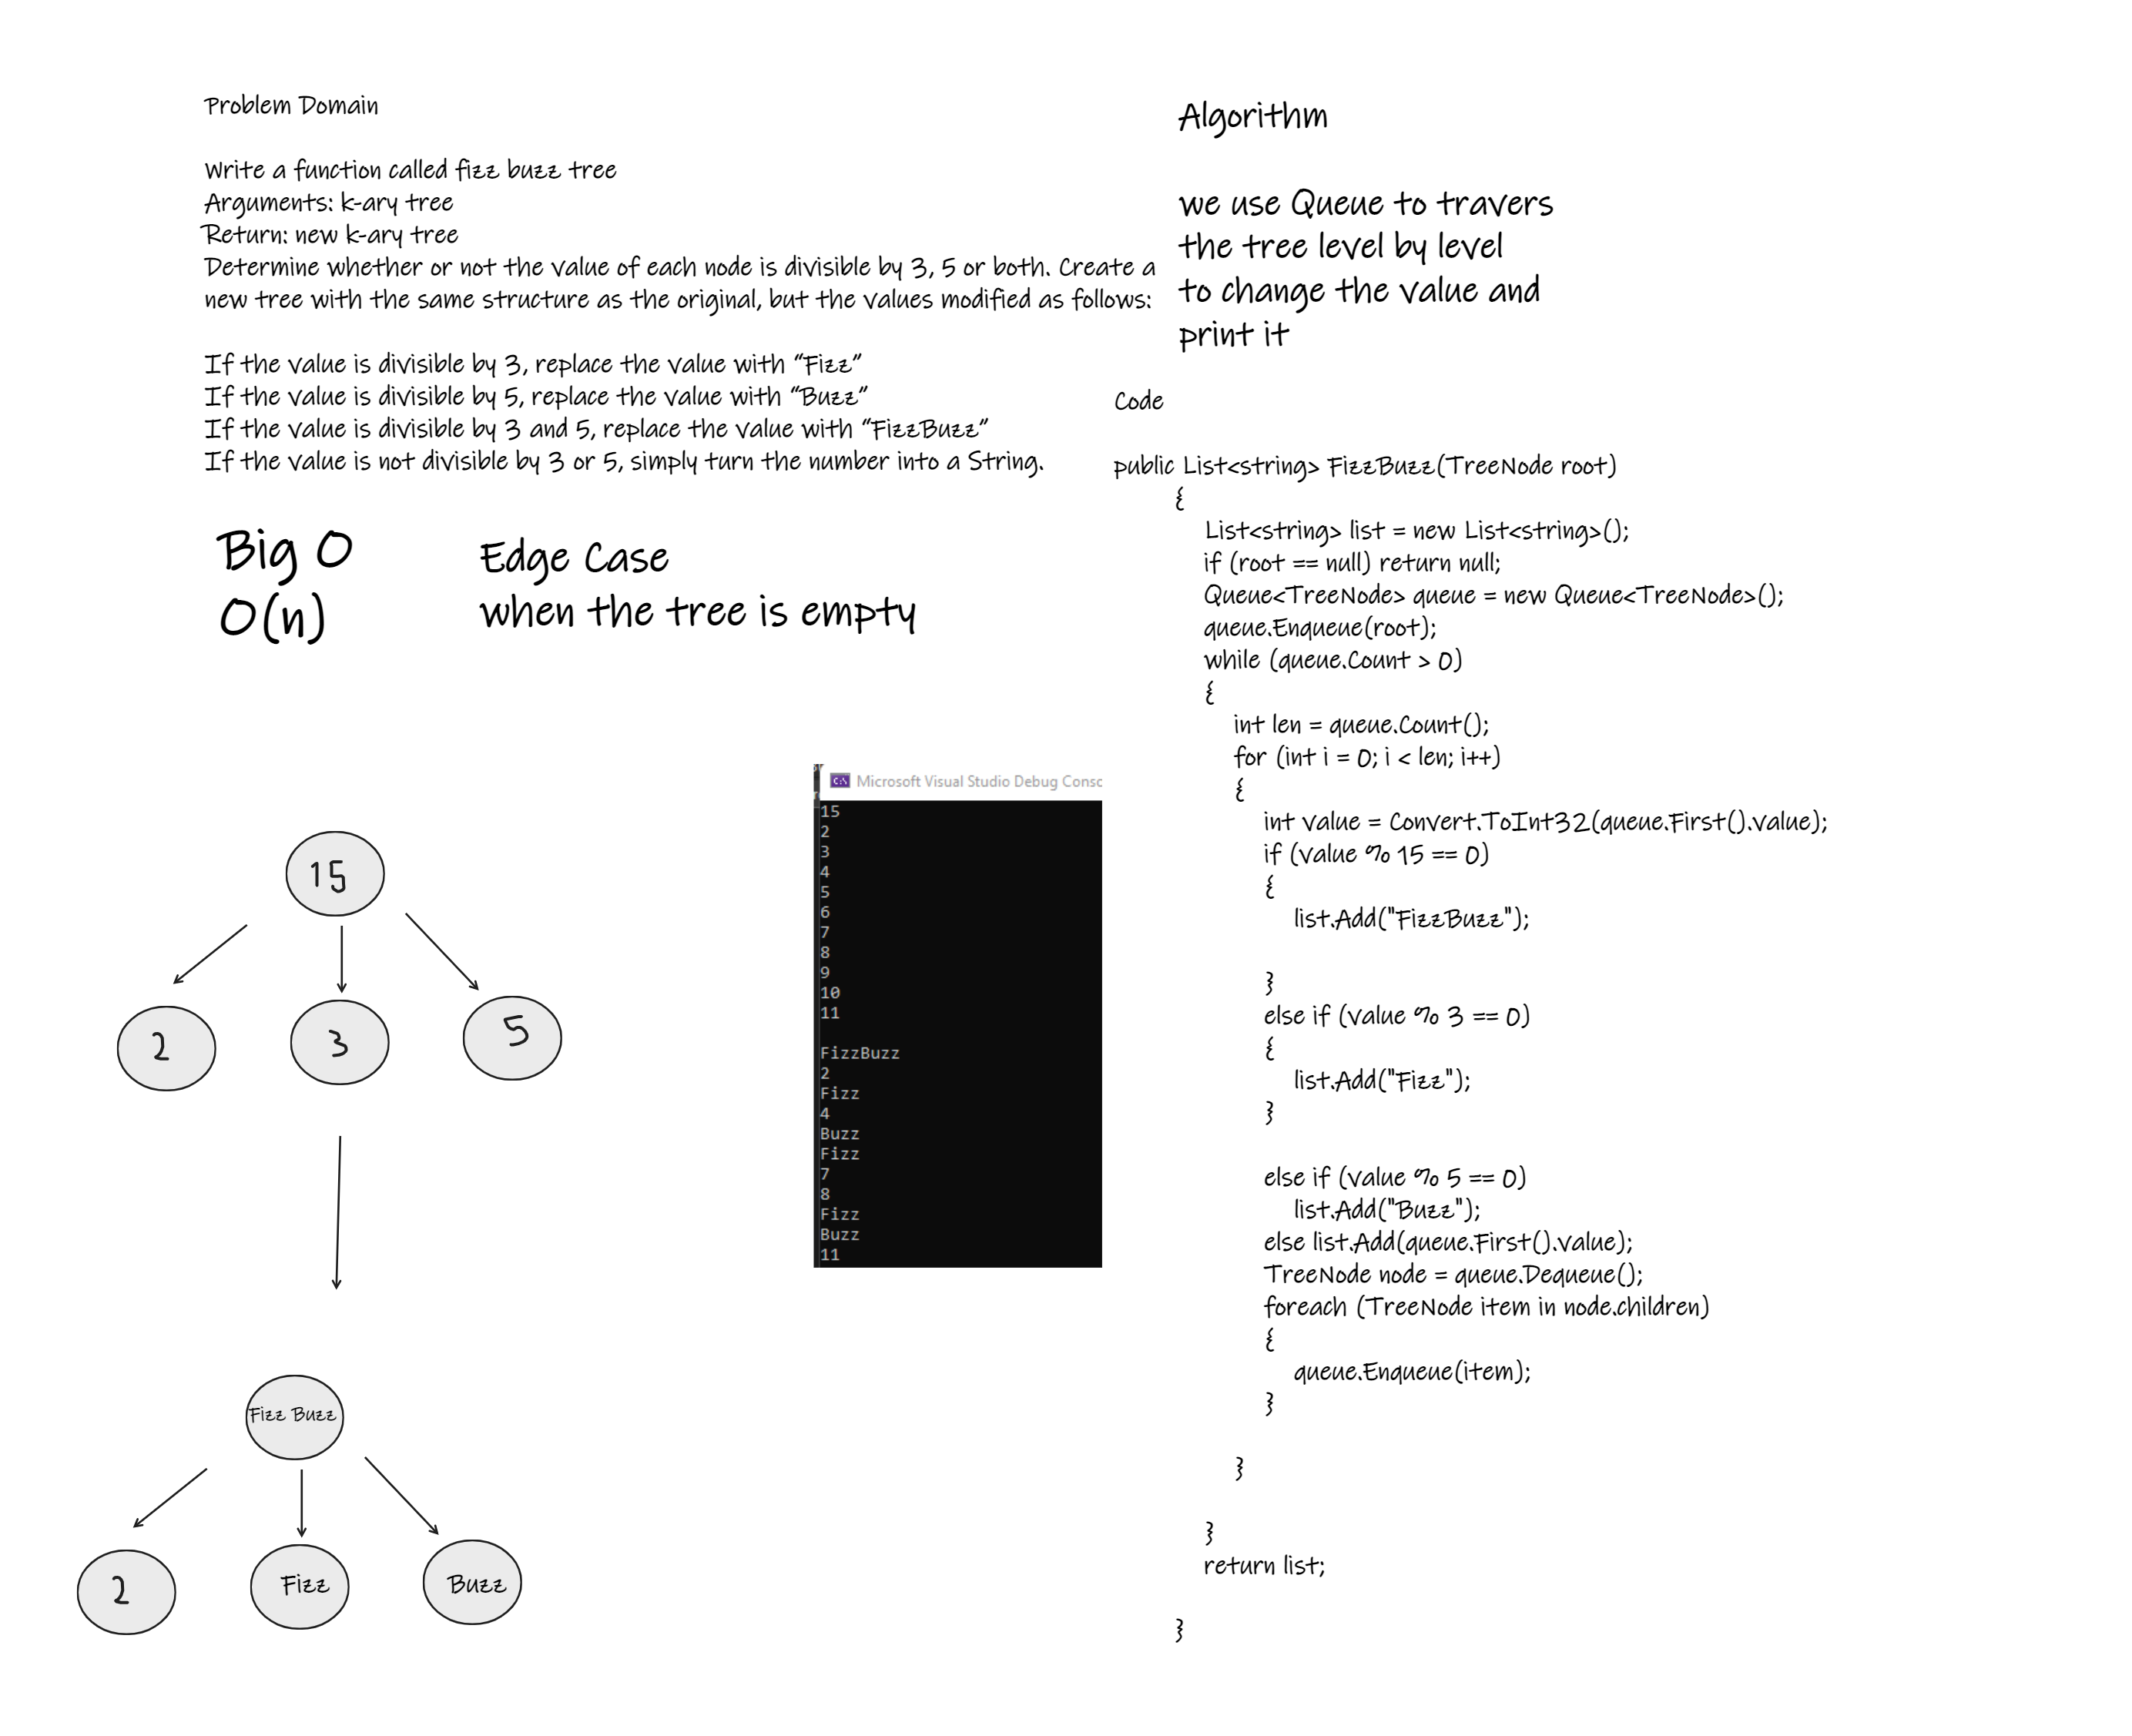 Problem Domain
Write a function called fizz buzz tree
Arguments: k-ary tree
Return: new k-ary tree
Determine whether or not the value of each node is divisible by 3, 5 or both. Create a
new tree with the same structure as the original, but the values modified as follows:
If the value is divisible by 3, replace the value with “Fizz”
If the value is divisible by 5, replace the value with “Buzz”
If the value is divisible by 3 and 5, replace the value with “FizzBuzz”
If the value is not divisible by 3 or 5, simply turn the number into a String.
Big O
O(n)
Edge Case
when the tree is empty
15
2
3
5
Fizz Buzz
2
Fizz
Buzz
Microsoft Visual Studio Debug Consc
15
2
3
4
5
6
7
8
9
10
11
FizzBuzz
2
Fizz
4
Buzz
Fizz
7
8
Fizz
Buzz
11
Algorithm
we use Queue to travers
the tree level by level
to change the value and
print it
Code
public List<string> FizzBuzz(TreeNode root)
{
List<string> list = new List<string>();
if (root == null) return null;
Queue<TreeNode> queue = new Queue<TreeNode>();
queue.Enqueue(root);
while (queue.Count > 0)
{
int len = queue.Count();
for (int i = 0; i < len; i++)
{
int value = Convert.ToInt32(queue.First().value);
if (value % 15 == 0)
{
list.Add("FizzBuzz");
}
else if (value % 3 == 0)
{
list.Add("Fizz");
}
else if (value % 5 == 0)
list.Add("Buzz");
else list.Add(queue.First().value);
TreeNode node = queue.Dequeue();
foreach (TreeNode item in node.children)
{
queue.Enqueue(item);
}
}
}
return list;
}